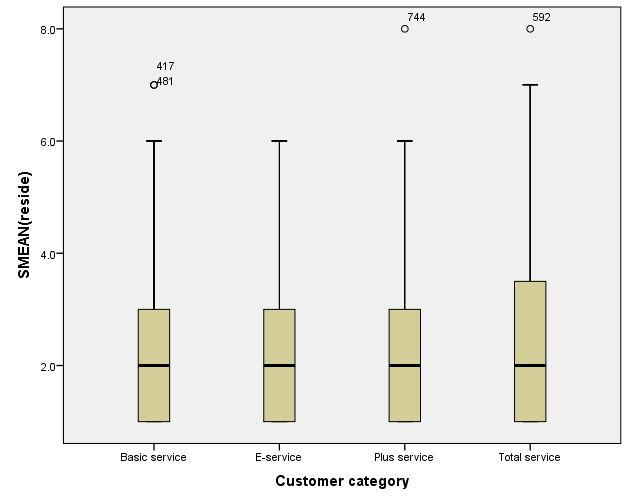 744
592
8.0
417
481
6.0
SMEAN(reside)
4.0
2.0
Basic service
E-service
Plus service
Total service
Customer category